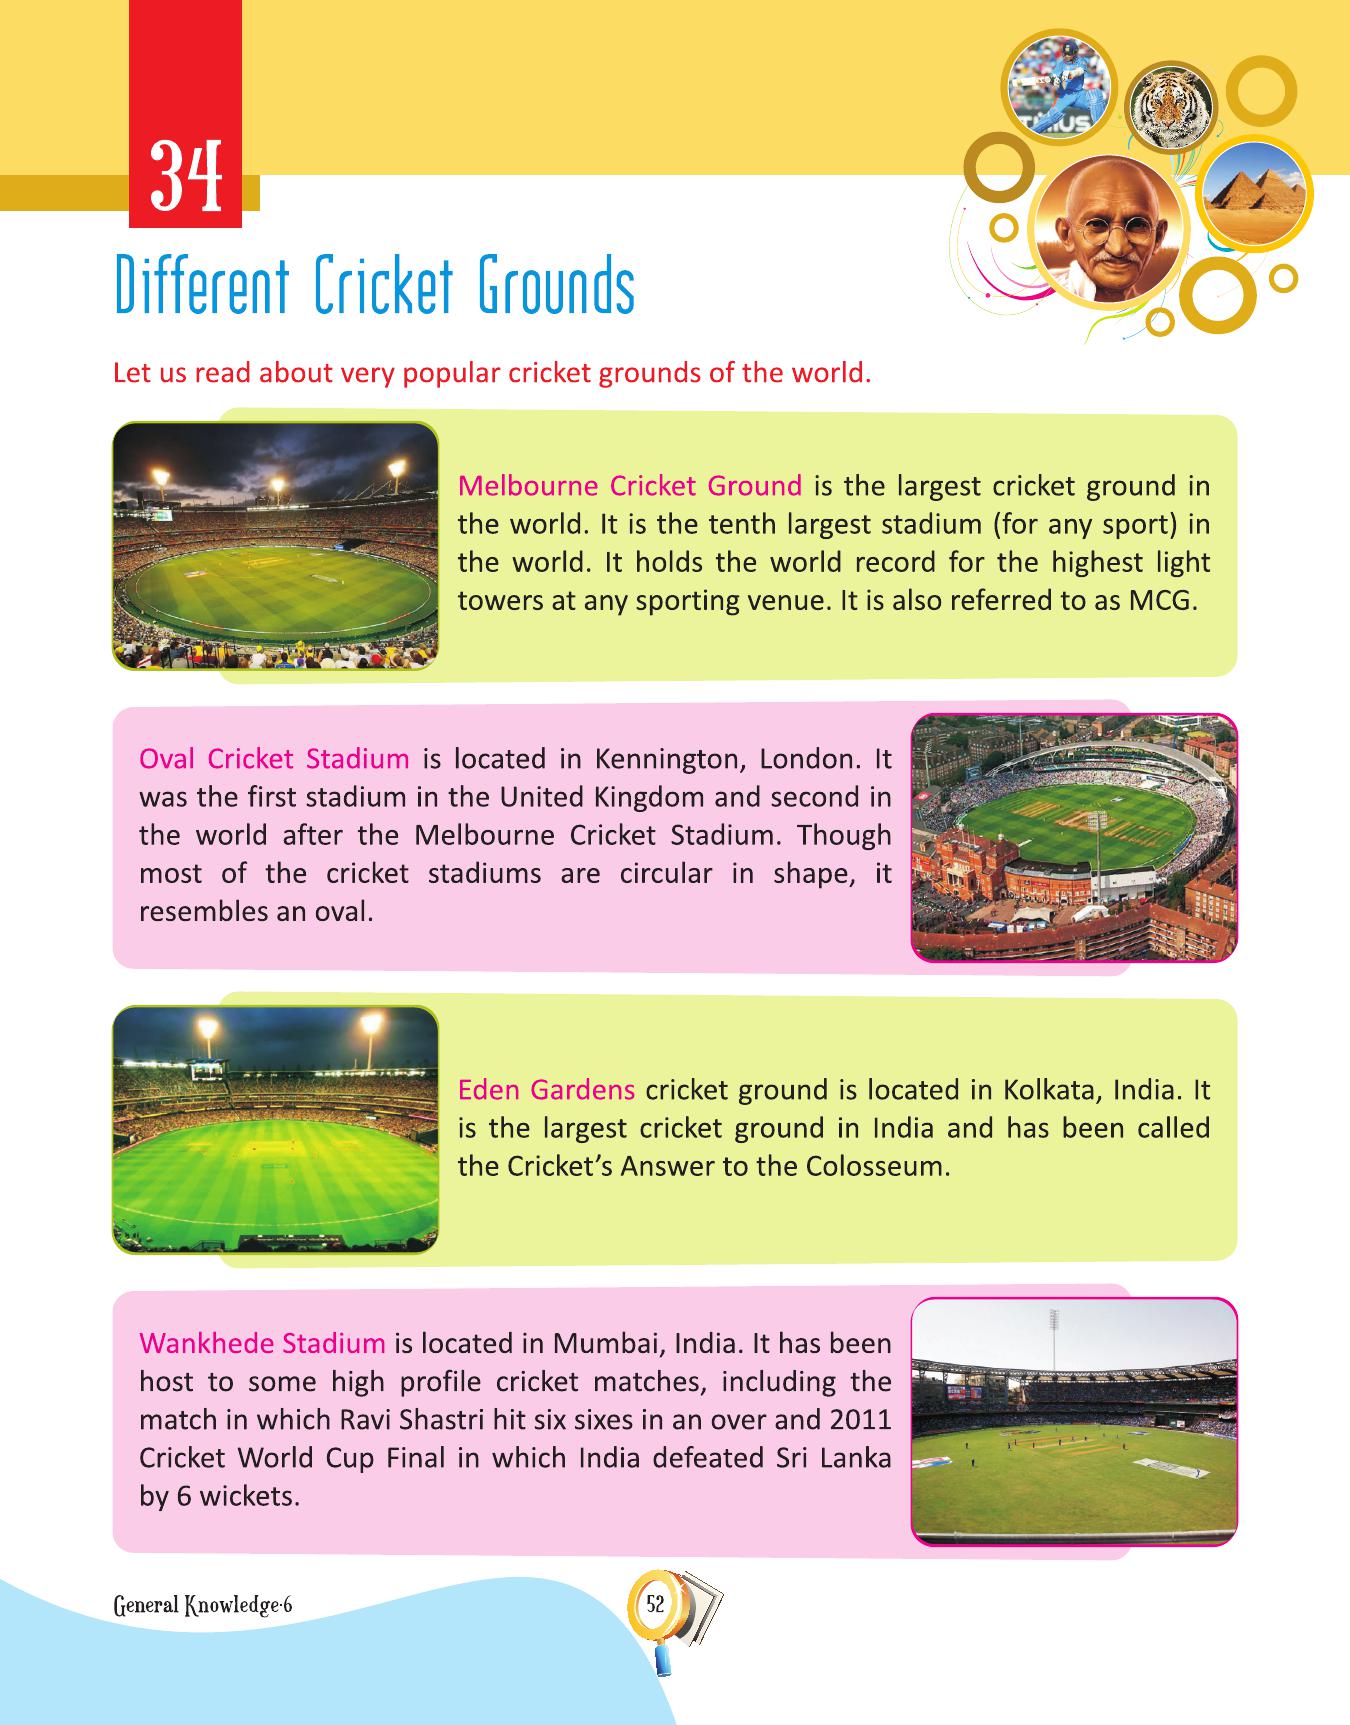 34
Different Cricket Grounds
Let us read about very popular cricket grounds of the world.
Melbourne Cricket Ground is the largest cricket ground in
the world. It is the tenth largest stadium (for any sport) in
the world. It holds the world record for the highest light
towers at any sporting venue. It is also referred to as MCG.
Oval Cricket Stadium is located in Kennington, London. It
was the first stadium in the United Kingdom and second in
the world after the Melbourne Cricket Stadium. Though
most of the cricket stadiums are circular in shape, it
resembles an oval.
Eden Gardens cricket ground is located in Kolkata, India. It
is the largest cricket ground in India and has been called
the Cricket’s Answer to the Colosseum.
Wankhede Stadium is located in Mumbai, India. It has been
host to some high profile cricket matches, including the
match in which Ravi Shastri hit six sixes in an over and 2011
Cricket World Cup Final in which India defeated Sri Lanka
by 6 wickets.
General Knowledge-6
52